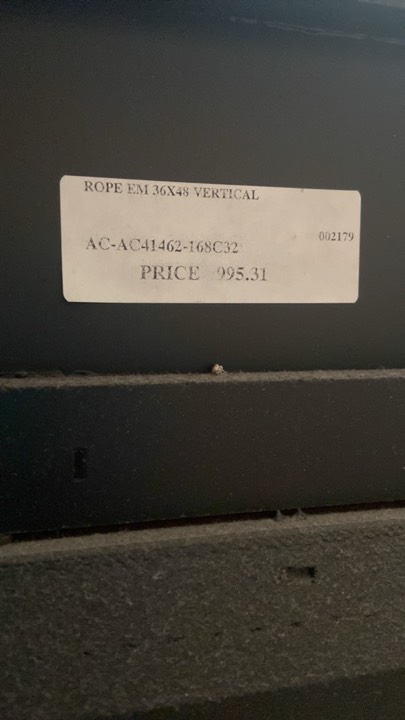 ROPE EM 36X48 VERTICAL
002179
AC-AC41462-168C32
PRICE 995.31